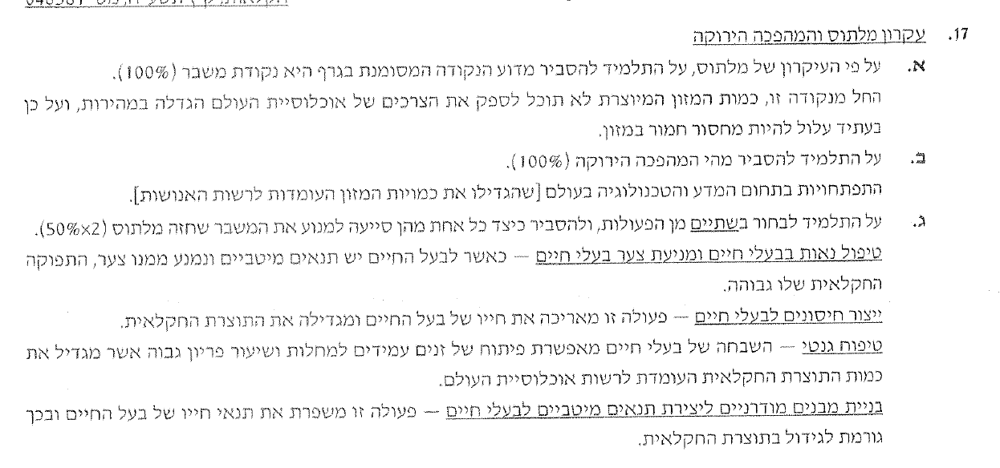 17. עקרון מלתוס והמהפכה הירוקה
א. על פי העיקרון של מלתוס, על התלמיד להסביר מדוע הנקודה המסומנת בגרף היא נקודת משבר (100%).
החל מנקודה זו, כמות המזון המיוצרת לא תוכל לספק את הצרכים של אוכלוסיית העולם הגדלה במהירות, ועל כן
בעתיד עלול להיות מחסור חמור במזון.
ב. על התלמיד להסביר מהי המהפכה הירוקה (100%).
התפתחויות בתחום המדע והטכנולוגיה בעולם [שהגדילו את כמויות המזון העומדות לרשות האנושות].
ג. על התלמיד לבחור בשתיים מן הפעולות, ולהסביר כיצד כל אחת מהן סייעה למנוע את המשבר שחזה מלתוס (50%x2).
טיפול נאות בבעלי חיים ומניעת צער בעלי חיים — כאשר לבעל החיים יש תנאים מיטביים ונמנע ממנו צער, התפוקה
החקלאית שלו גבוהה.
ייצור חיסונים לבעלי חיים — פעולה זו מאריכה את חייו של בעל החיים ומגדילה את התוצרת החקלאית.
טיפוח גנטי — השבחה של בעלי חיים מאפשרת פיתוח של זנים עמידים למחלות ושיעור פריון גבוה אשר מגדיל את
כמות התוצרת החקלאית העומדת לרשות אוכלוסיית העולם.
בניית מבנים מודרניים ליצירת תנאים מיטביים לבעלי חיים — פעולה זו משפרת את תנאי חייו של בעל החיים ובכך
גורמת לגידול בתוצרת החקלאית.